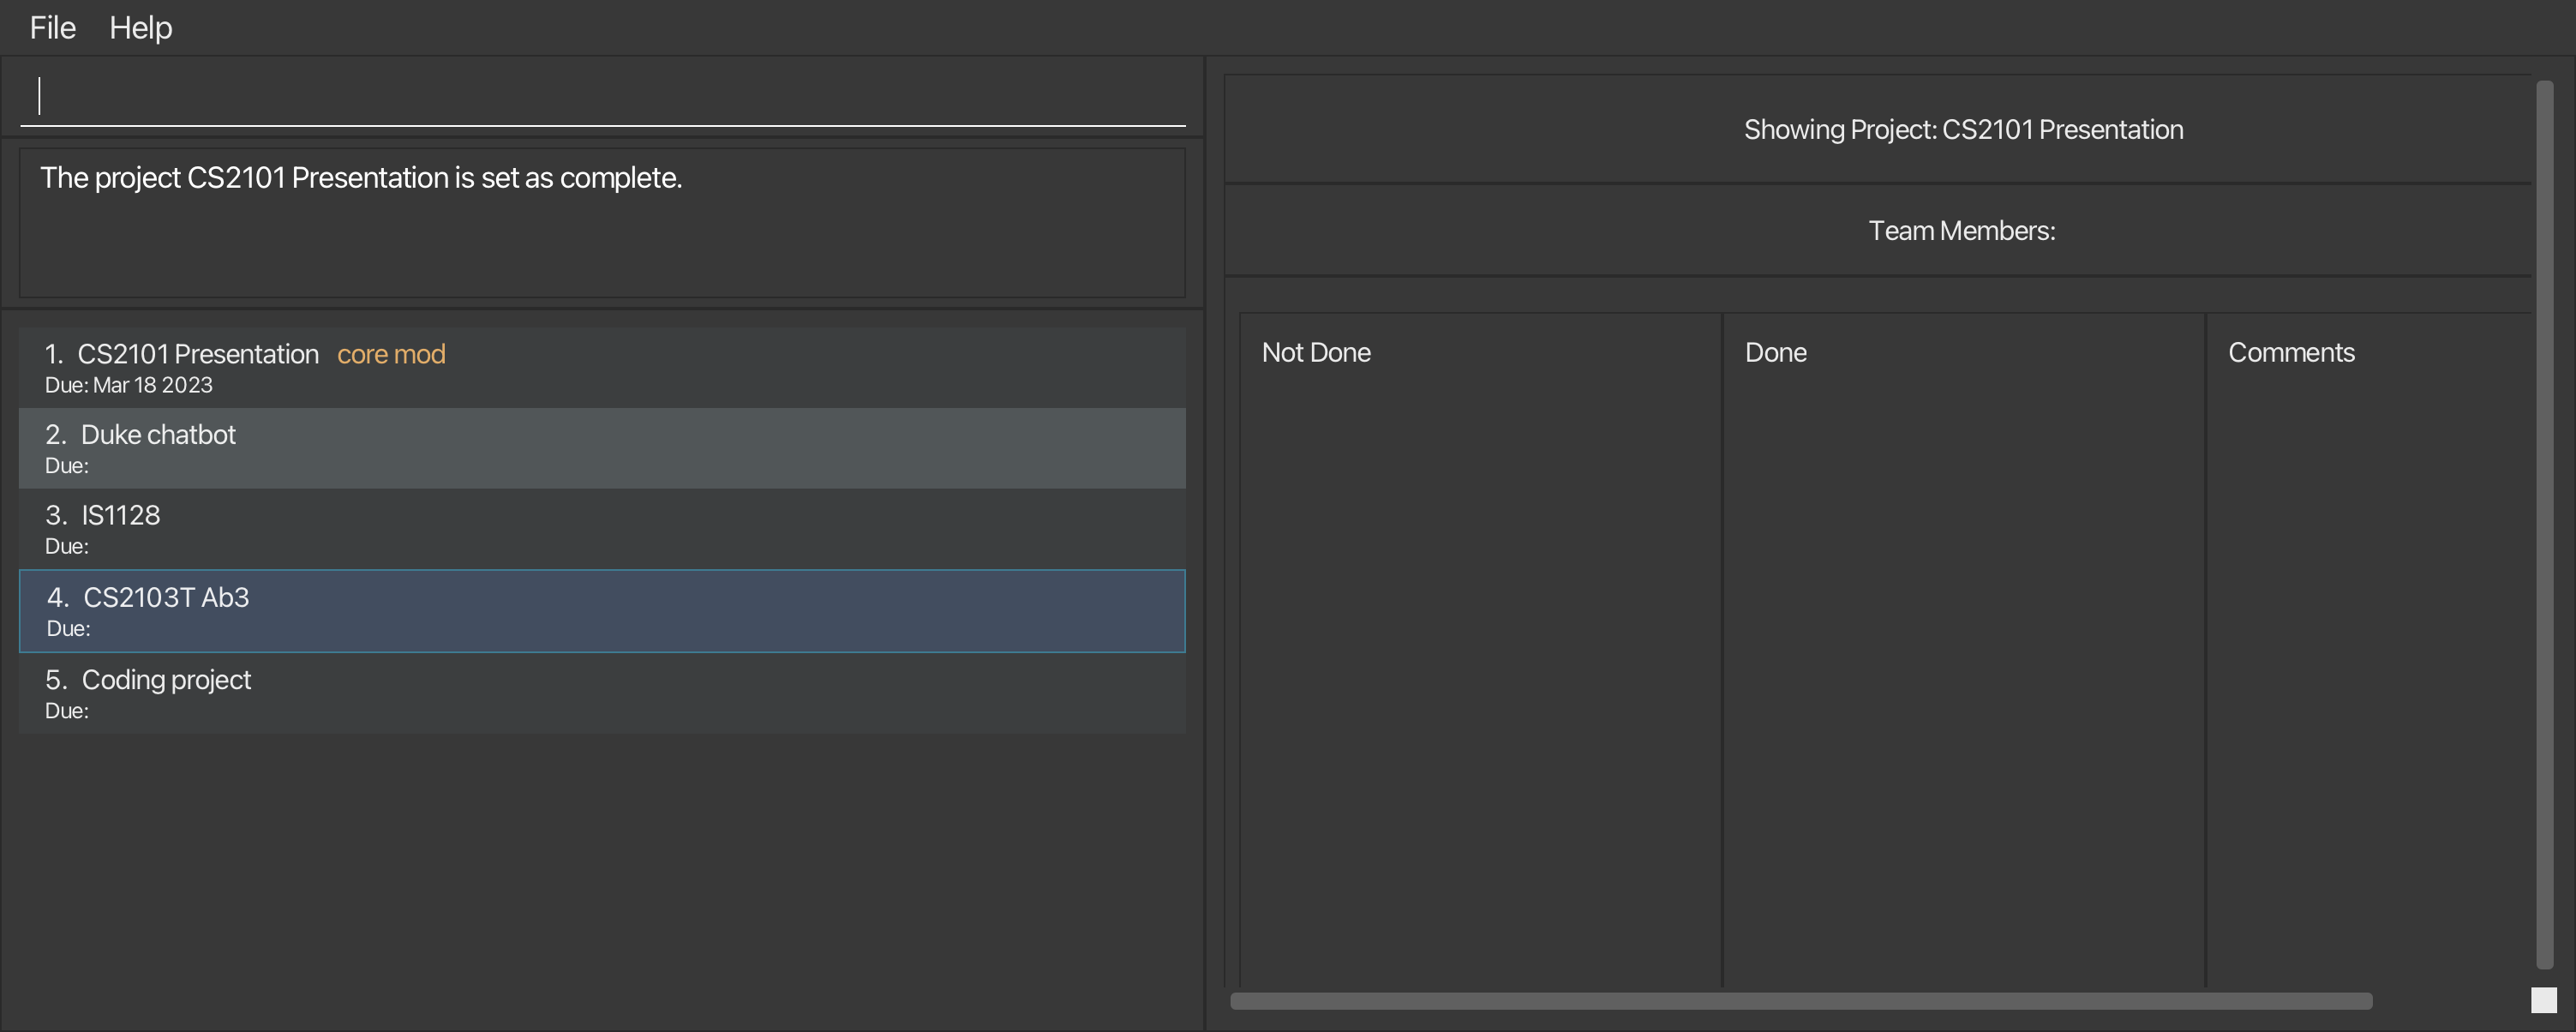 File Help
The project CS2101 Presentation is set as complete.
1. CS2101 Presentation core mod
Due: Mar 18 2023
2. Duke chatbot
Due:
3. IS1128
Due:
4. CS2103T Ab3
Due:
5. Coding project
Due:
Showing Project: CS2101 Presentation
Team Members:
Not Done Done Comments